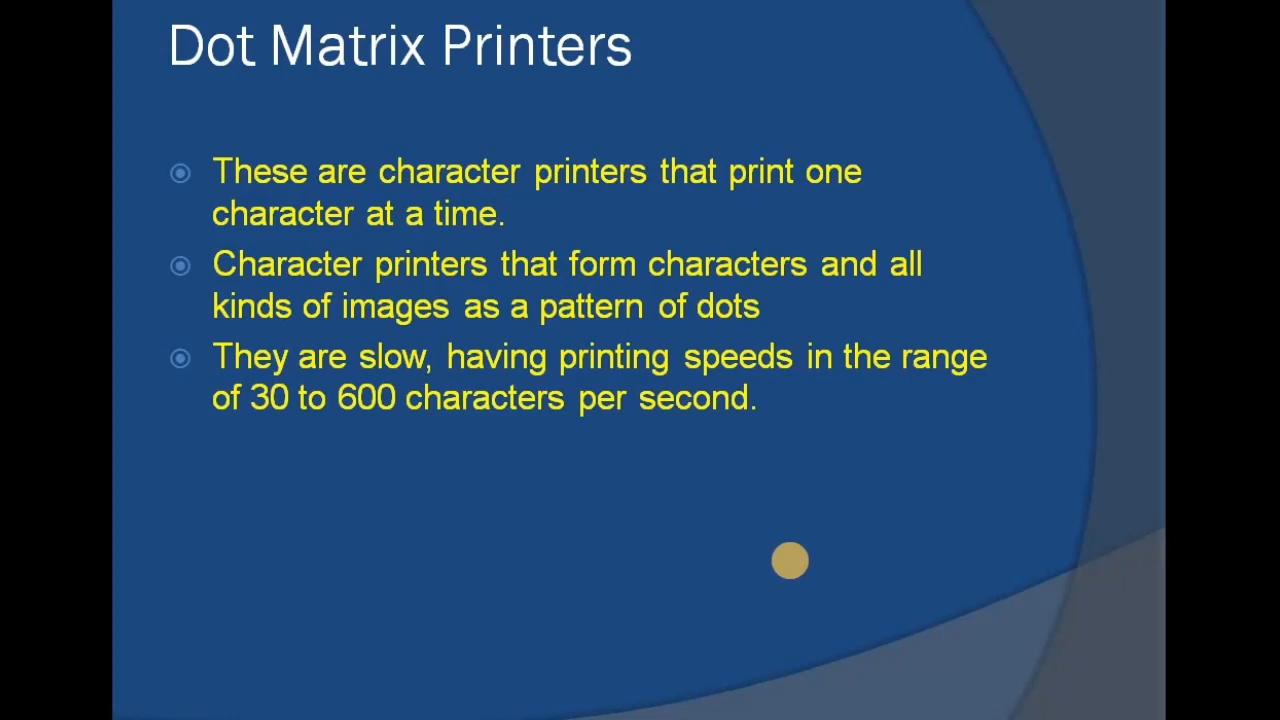 Dot Matrix Printers
These are character printers that print one
character at a time.
Character printers that form characters and all
kinds of images as a pattern of dots
They are slow, having printing speeds in the range
of 30 to 600 characters per second.